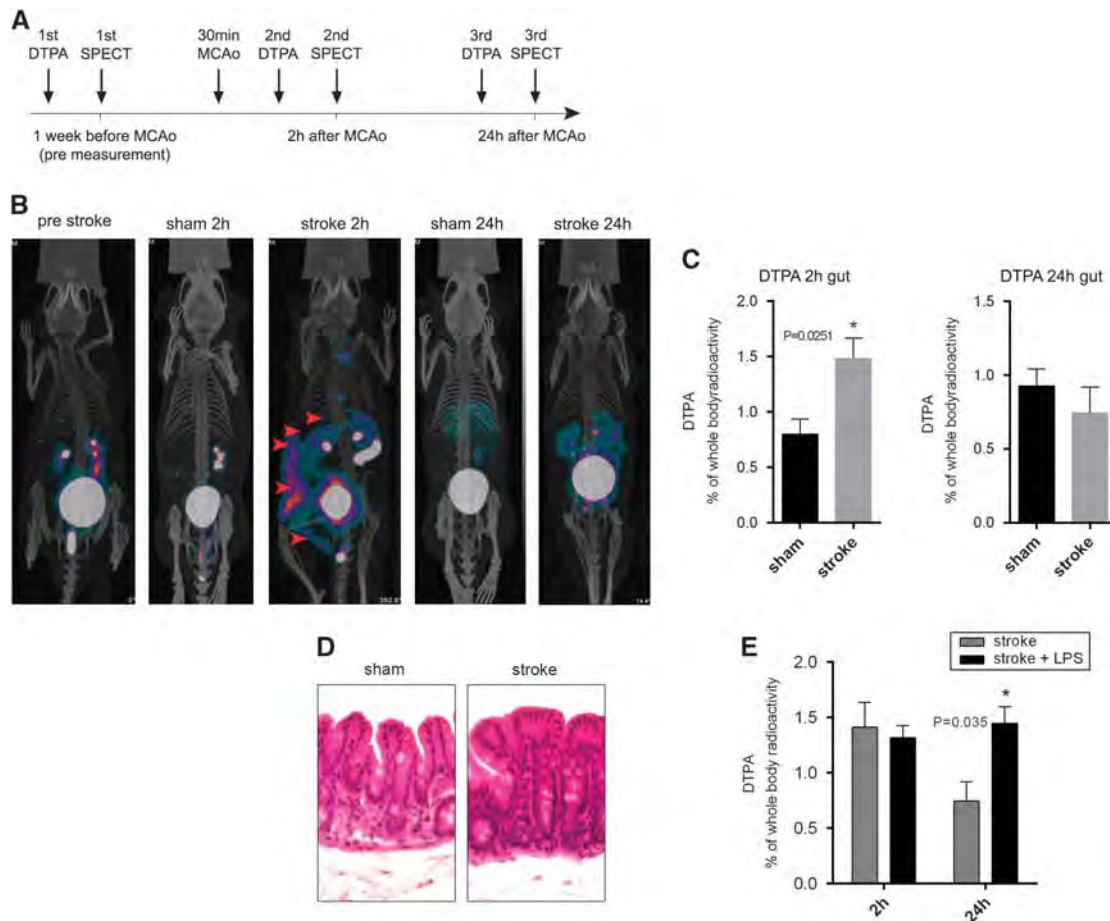 A
1st
DTPA
1st
SPECT
30min
MCAo
2nd
DTPA
2nd
SPECT
3rd
DTPA
3rd
SPECT
1 week before MCAo
(pre measurement)
2h after MCAo
24h after MCAo
B
pre stroke
sham 2h
stroke 2h
sham 24h
stroke 24h
C
DTPA 2h gut
DTPA
% of whole bodyradioactivity
2.0
1.5
1.0
0.5
0.0
P=0.0251
*
sham
stroke
DTPA 24h gut
DTPA
% of whole bodyradioactivity
1.5
1.0
0.5
0.0
sham
stroke
D
sham
stroke
E
stroke
stroke + LPS
DTPA
% of whole body radioactivity
2.0
1.5
1.0
0.5
0.0
P=0.035
*
2h
24h